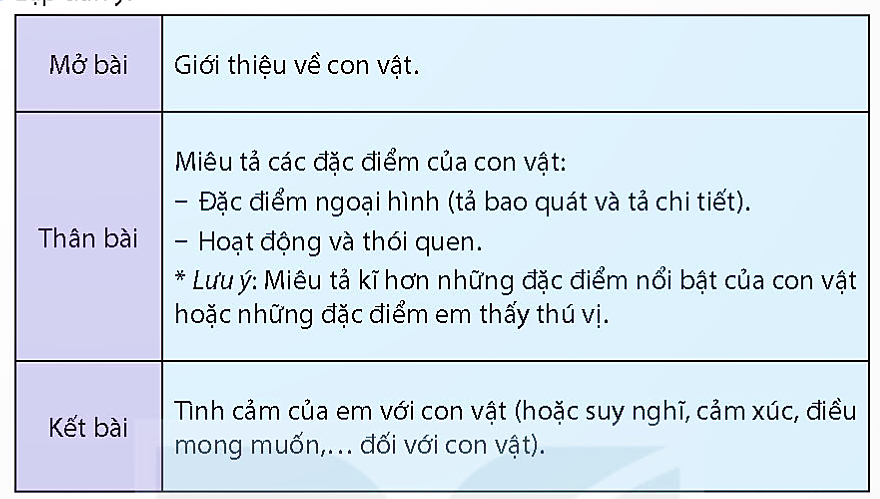 Mở bài
Giới thiệu về con vật.
Thân bài
Miêu tả các đặc điểm của con vật:
– Đặc điểm ngoại hình (tả bao quát và tả chi tiết).
– Hoạt động và thói quen.
* Lưu ý: Miêu tả kĩ hơn những đặc điểm nổi bật của con vật
hoặc những đặc điểm em thấy thú vị.
Kết bài
Tình cảm của em với con vật (hoặc suy nghĩ, cảm xúc, điều
mong muốn,... đối với con vật).